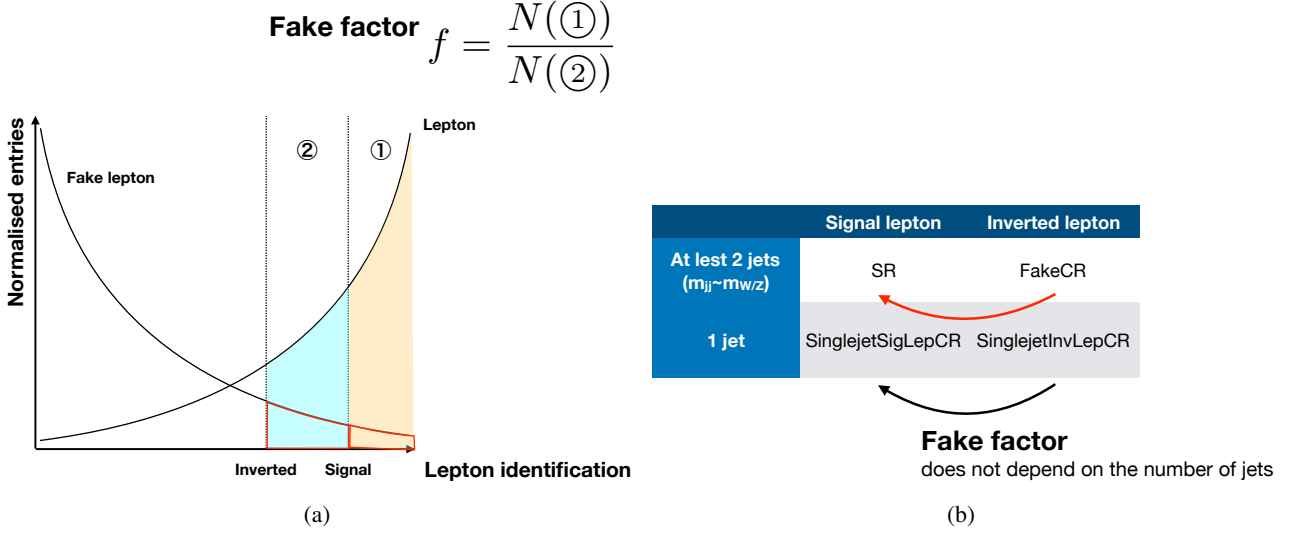 Fake factor f = N(①) / N(②)
Normalised entries
②
①
Lepton
Fake lepton
Inverted
Signal
Lepton identification
(a)
Signal lepton
Inverted lepton
At lest 2 jets
(mjj~mW/Z)
SR
FakeCR
1 jet
SinglejetSigLepCR
SinglejetInvLepCR
Fake factor
does not depend on the number of jets
(b)